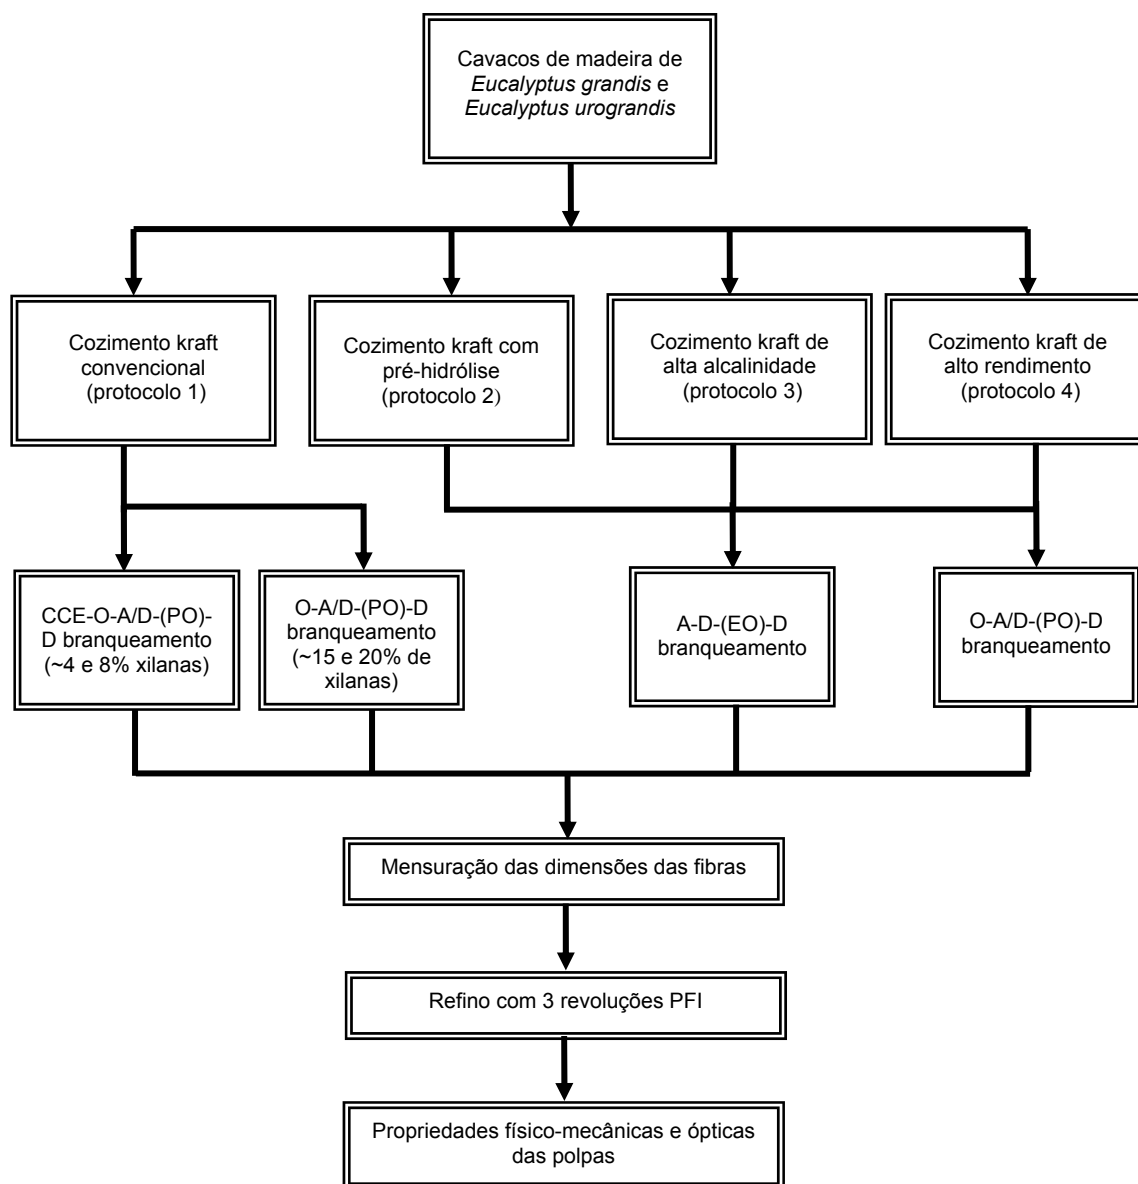 Cavacos de madeira de
Eucalyptus grandis e
Eucalyptus urograndis
Cozimento kraft
convencional
(protocolo 1)
Cozimento kraft com
pré-hidrólise
(protocolo 2)
Cozimento kraft de
alta alcalinidade
(protocolo 3)
Cozimento kraft de
alto rendimento
(protocolo 4)
CCE-O-A/D-(PO)-
D branqueamento
(~4 e 8% xilanas)
O-A/D-(PO)-D
branqueamento
(~15 e 20% de
xilanas)
A-D-(EO)-D
branqueamento
O-A/D-(PO)-D
branqueamento
Mensuração das dimensões das fibras
Refino com 3 revoluções PFI
Propriedades físico-mecânicas e ópticas
das polpas